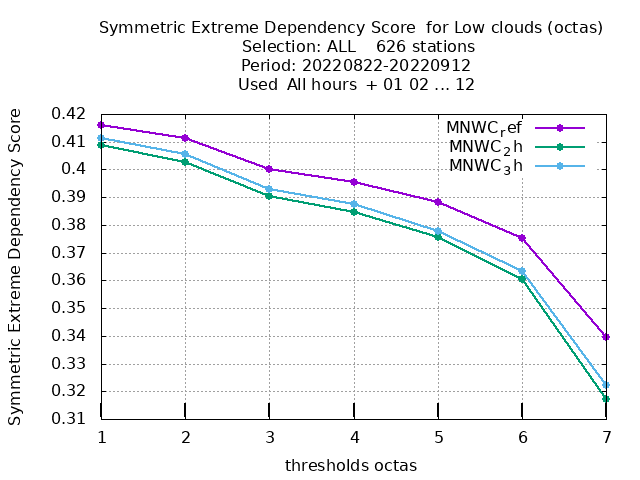 Symmetric Extreme Dependency Score  for Low clouds (octas)
Selection: ALL    626 stations
Period: 20220822-20220912
Used  All hours  + 01 02 ... 12
Symmetric Extreme Dependency Score
0.42
0.41
0.4
0.39
0.38
0.37
0.36
0.35
0.34
0.33
0.32
0.31
MNWC_ref
MNWC_2h
MNWC_3h
1 2 3 4 5 6 7
thresholds octas